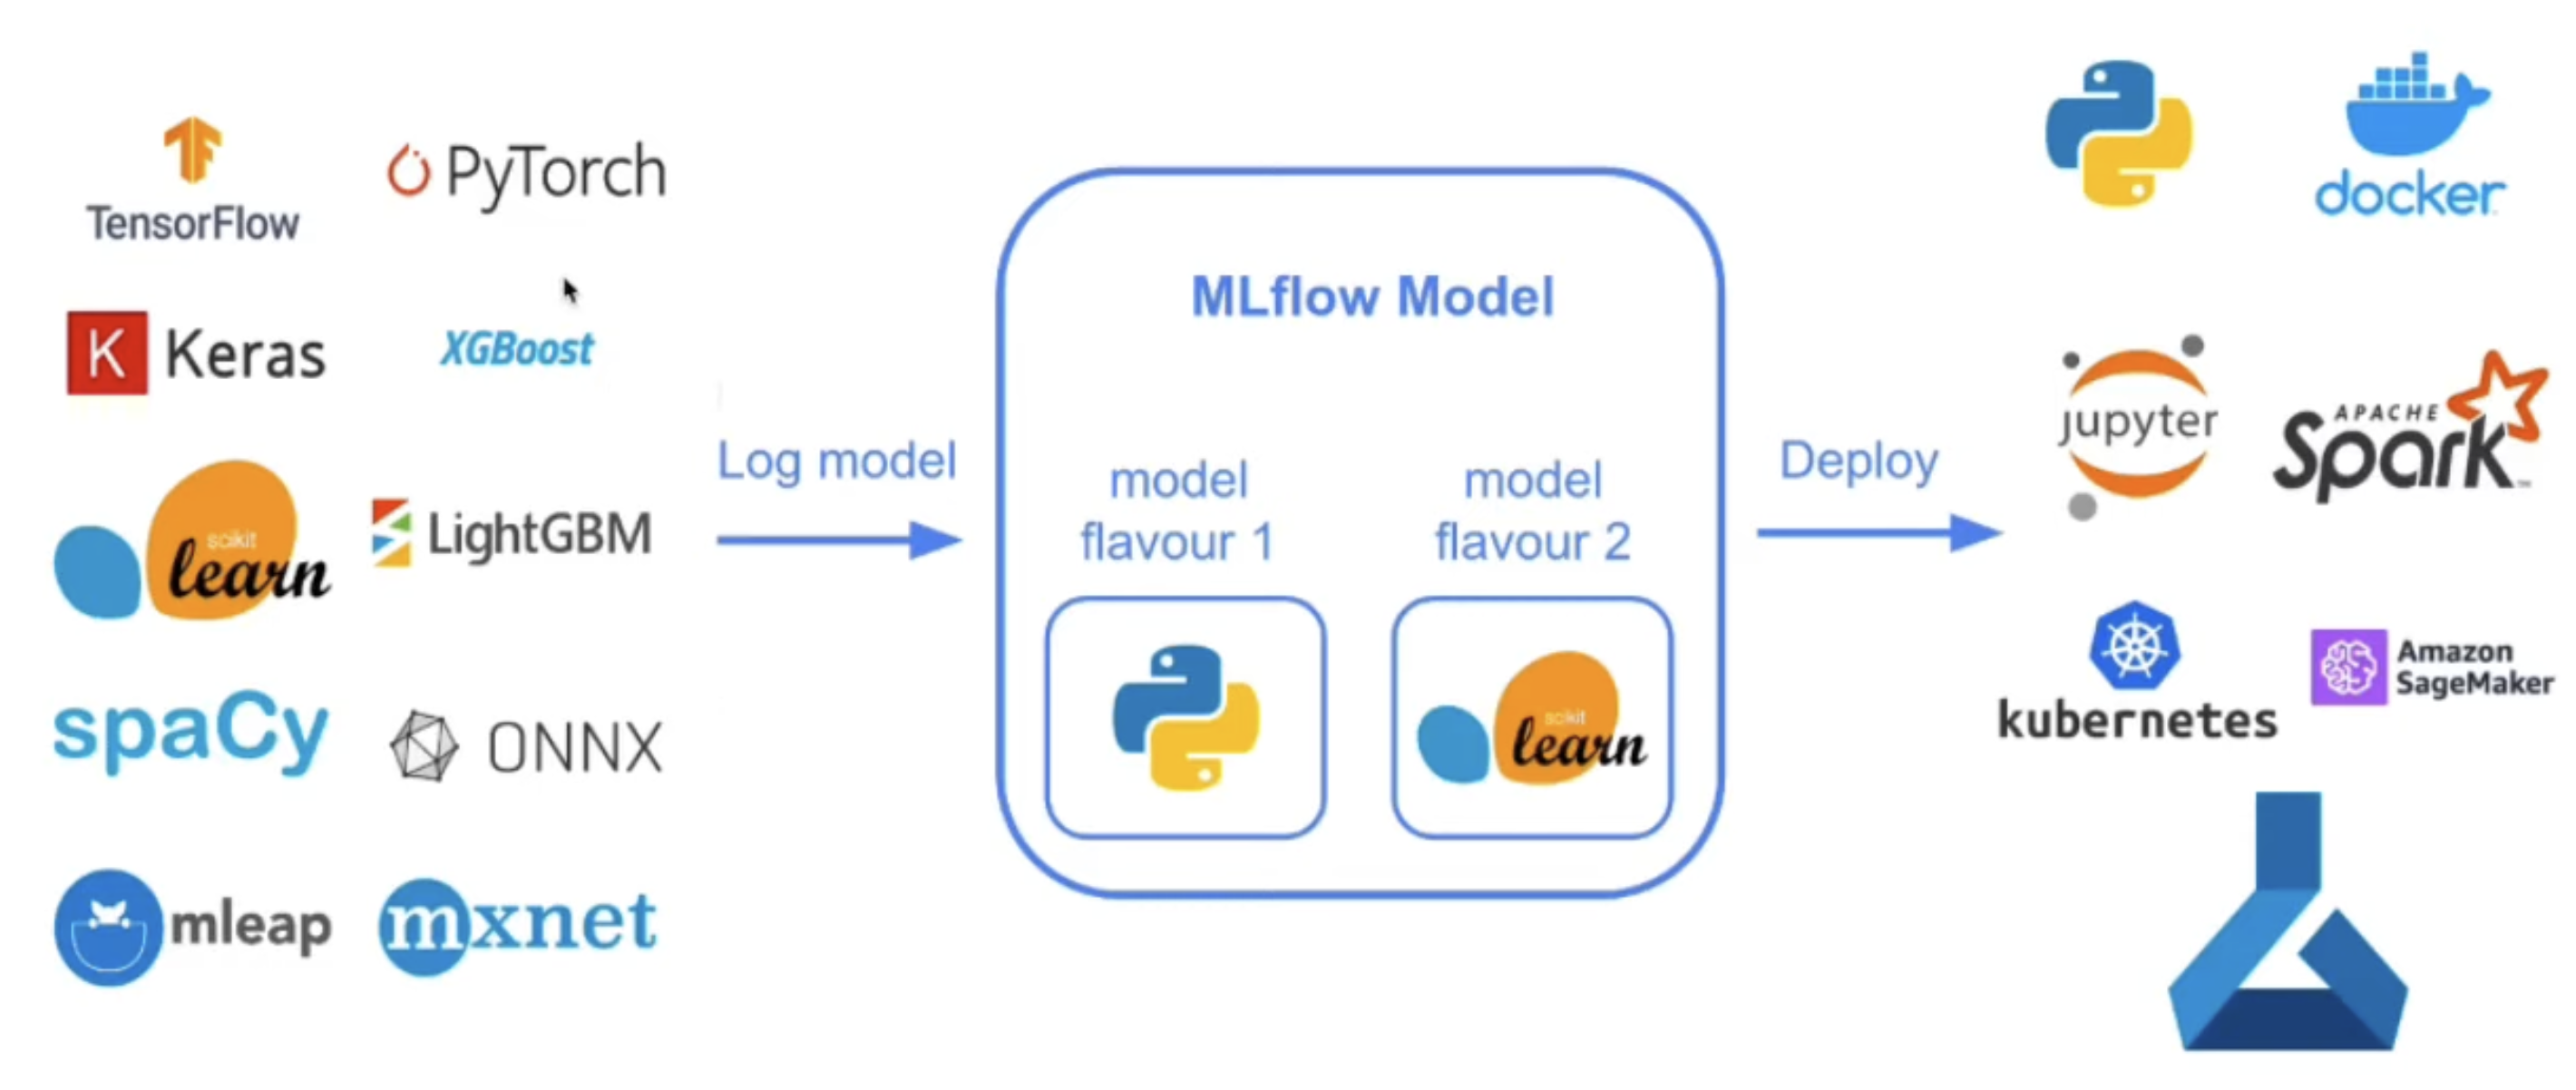 TensorFlow
PyTorch
K Keras
XGBoost
scikit
learn
LightGBM
spaCy
ONNX
mleap
mxnet
Log model
MLflow Model
model
flavour 1
model
flavour 2
scikit
learn
Deploy
docker
jupyter
APACHE
Spark™
kubernetes
Amazon
SageMaker